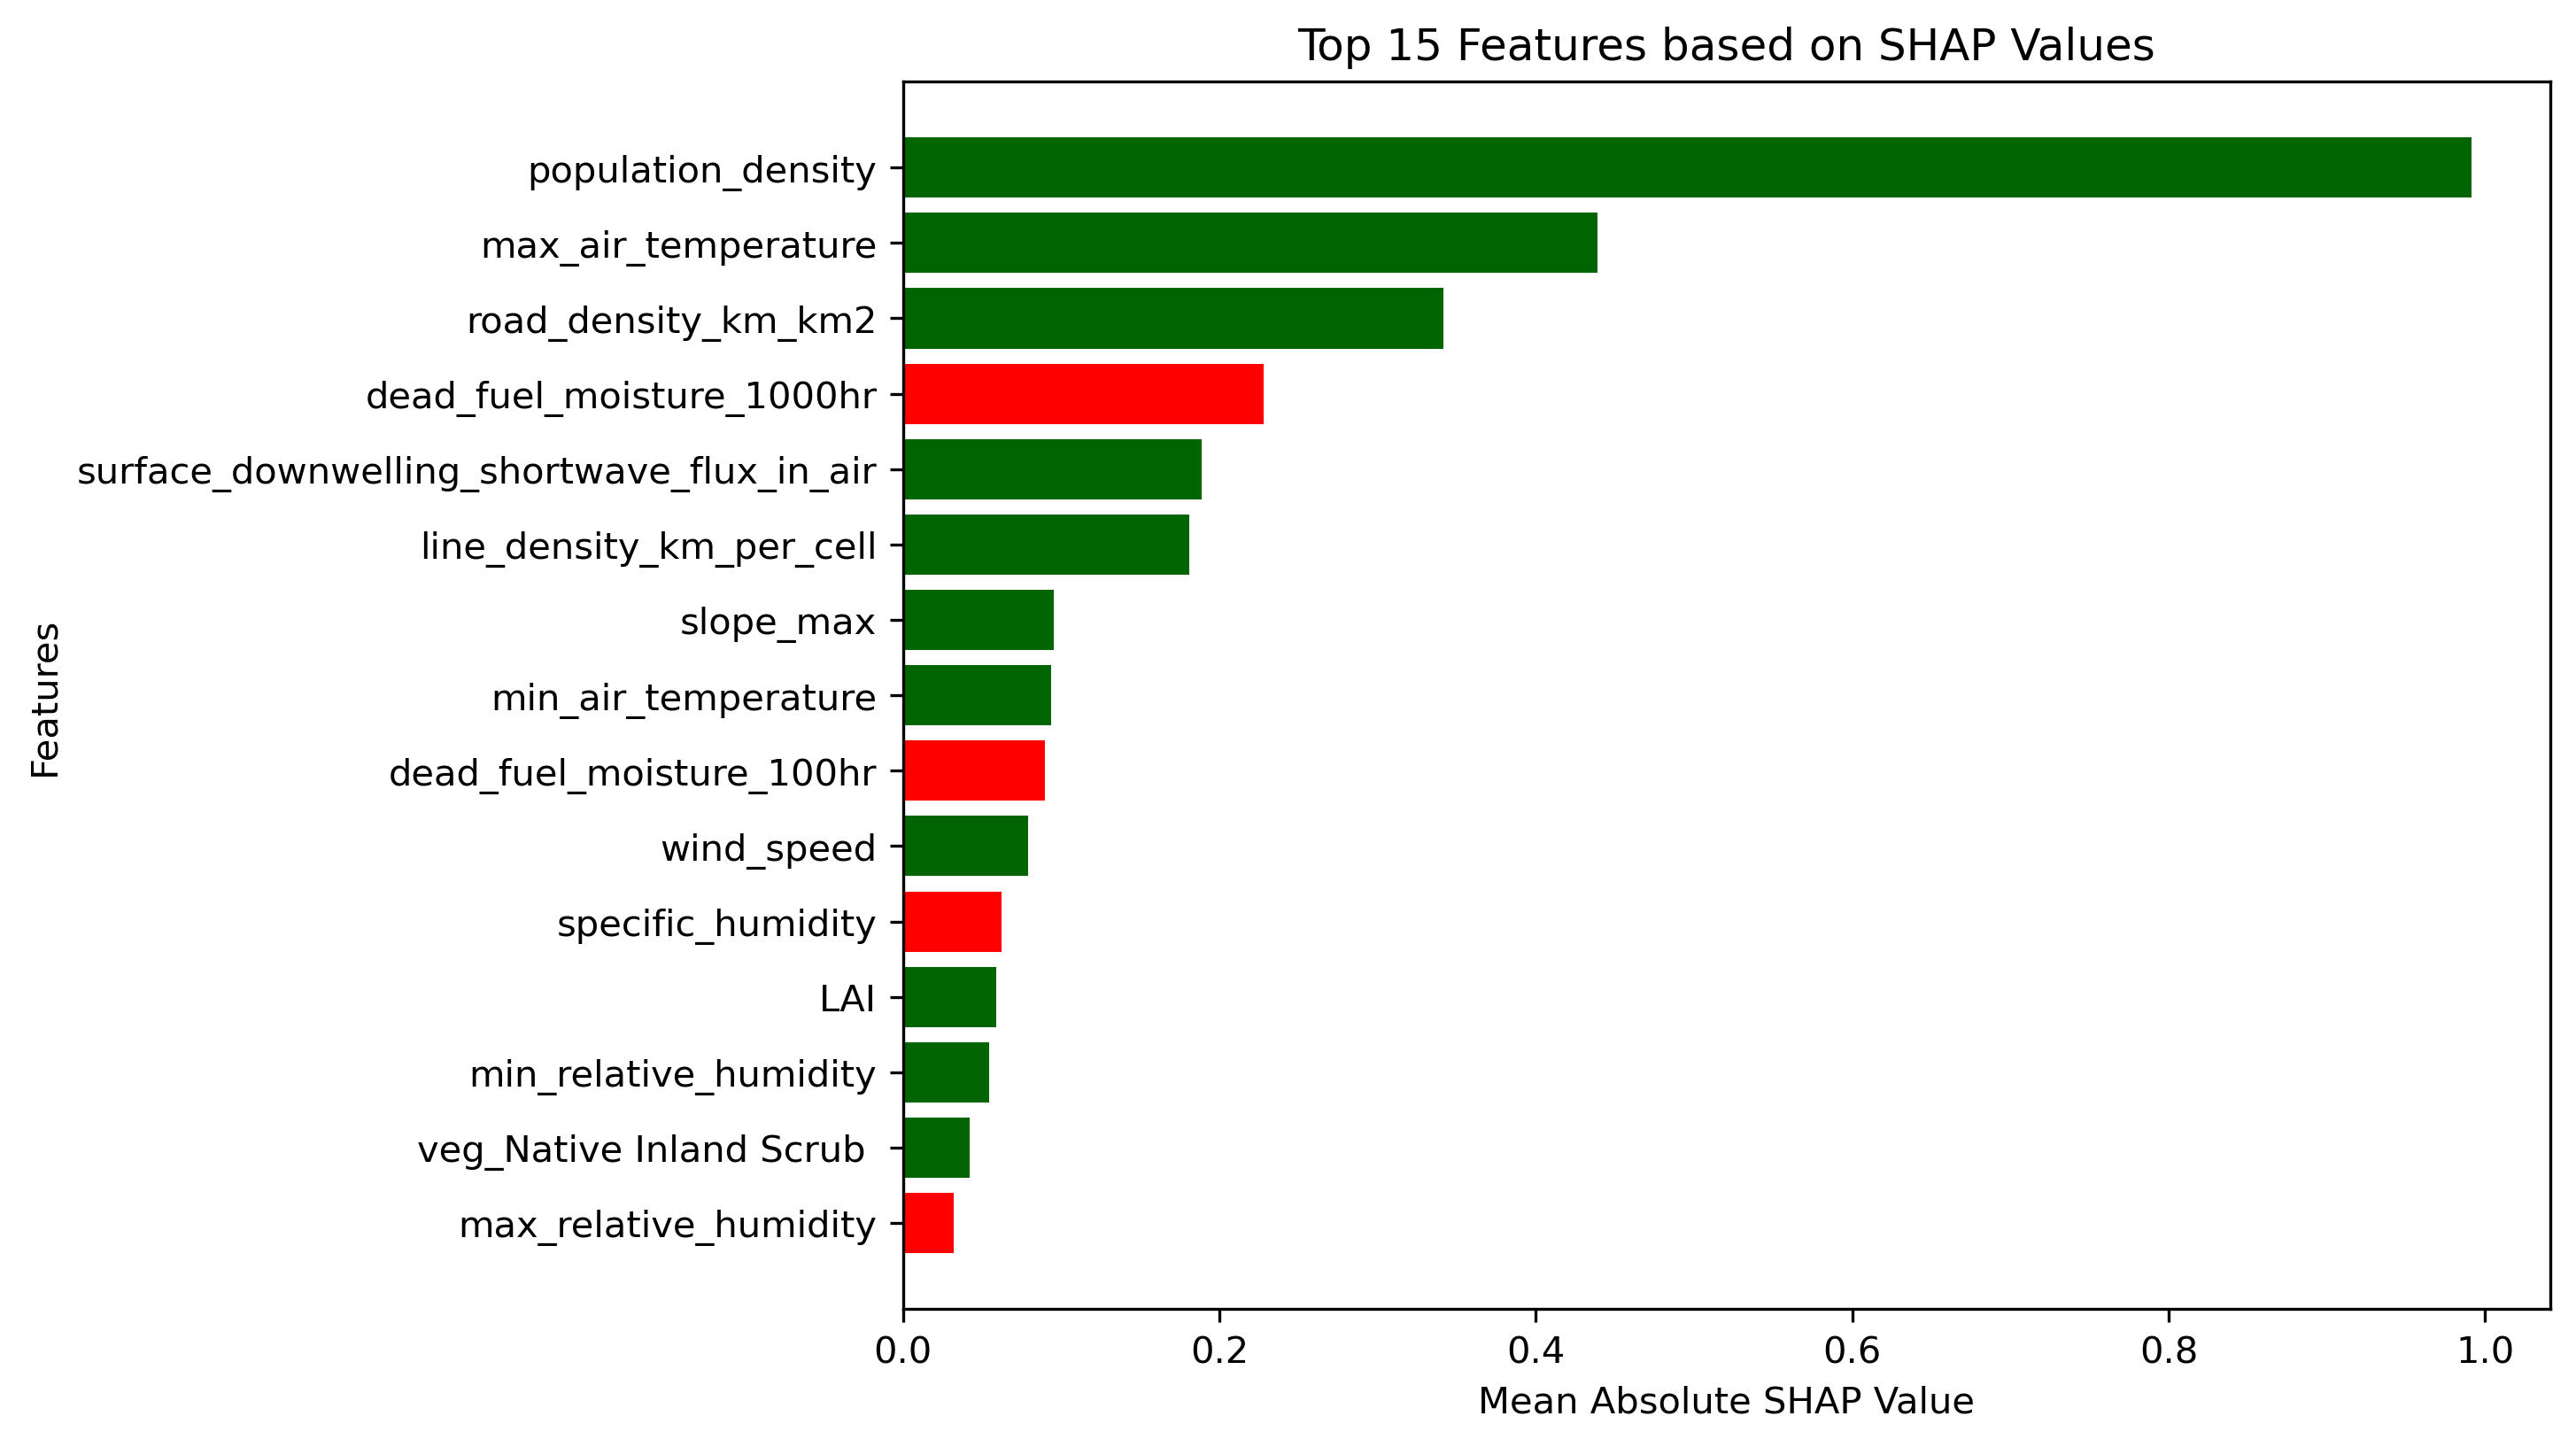 Top 15 Features based on SHAP Values
Features
population_density
max_air_temperature
road_density_km_km2
dead_fuel_moisture_1000hr
surface_downwelling_shortwave_flux_in_air
line_density_km_per_cell
slope_max
min_air_temperature
dead_fuel_moisture_100hr
wind_speed
specific_humidity
LAI
min_relative_humidity
veg_Native Inland Scrub
max_relative_humidity
0.0 0.2 0.4 0.6 0.8 1.0
Mean Absolute SHAP Value